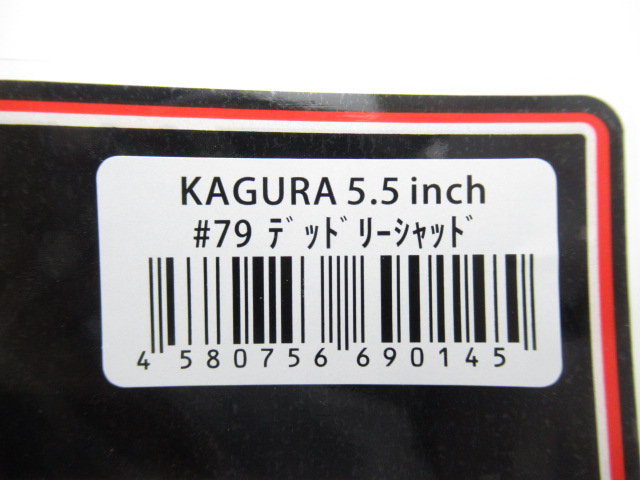 KAGURA 5.5 inch
#79 ﾃﾞｯﾄﾞﾘｰｼｬｯﾄﾞ
4 580756 690145